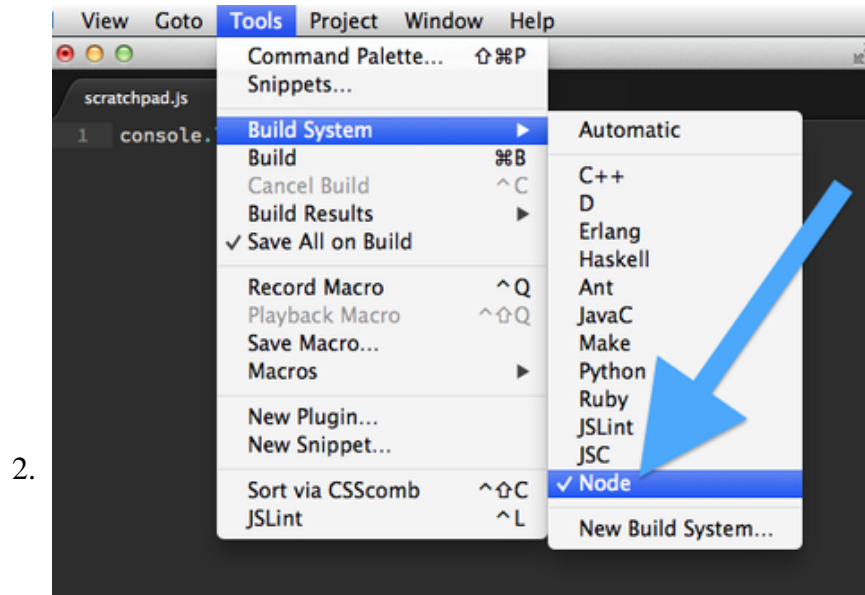 View Goto Tools Project Window Help
Command Palette... ⇧⌘P
Snippets...
scratchpad.js
1 console.
Build System ▶
Build ⌘B
Cancel Build ^C
Build Results ▶
✓ Save All on Build
Record Macro ^Q
Playback Macro ^⇧Q
Save Macro...
Macros ▶
New Plugin...
New Snippet...
Sort via CSScomb ^⇧C
JSLint ^L
Automatic
C++
D
Erlang
Haskell
Ant
JavaC
Make
Python
Ruby
JSLint
JSC
✓ Node
New Build System...
2.